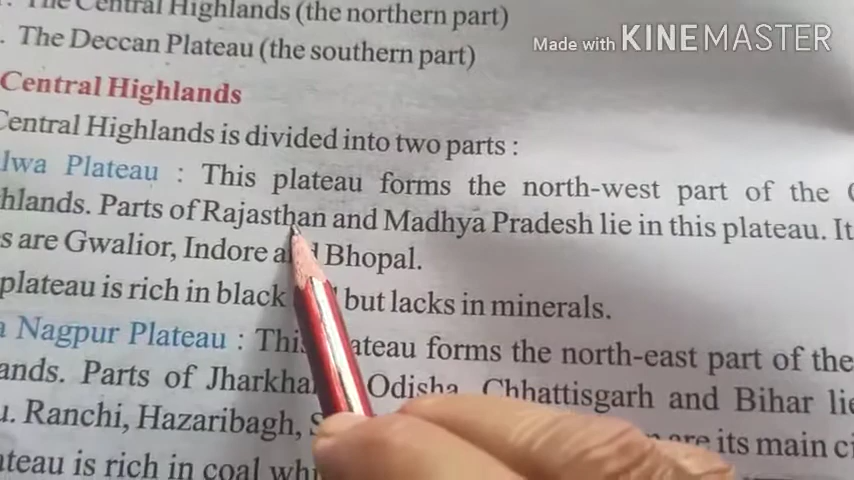 The Central Highlands (the northern part)
. The Deccan Plateau (the southern part)
Made with KINEMASTER
Central Highlands
Central Highlands is divided into two parts :
lwa Plateau : This plateau forms the north-west part of the
hlands. Parts of Rajasthan and Madhya Pradesh lie in this plateau. It
s are Gwalior, Indore a Bhopal.
plateau is rich in black but lacks in minerals.
a Nagpur Plateau : This ateau forms the north-east part of the
ands. Parts of Jharkha Odisha, Chhattisgarh and Bihar lie
u. Ranchi, Hazaribagh, are its main ci
ateau is rich in coal whi